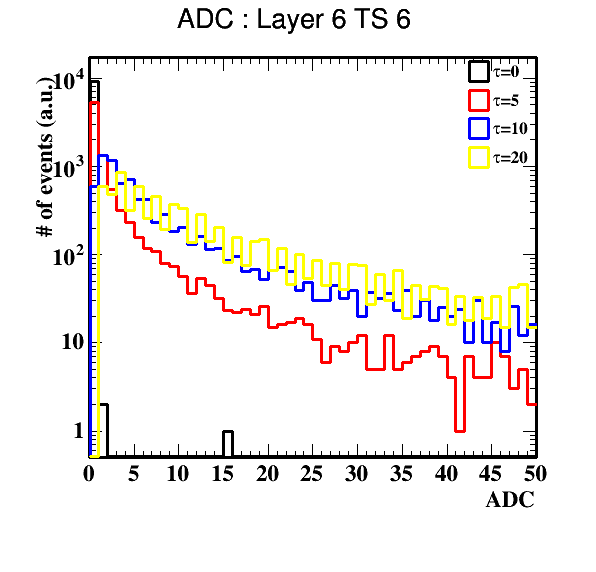 ADC : Layer 6 TS 6
# of events (a.u.)
10^4
10^3
10^2
10
1
τ=0
τ=5
τ=10
τ=20
0 5 10 15 20 25 30 35 40 45 50
ADC